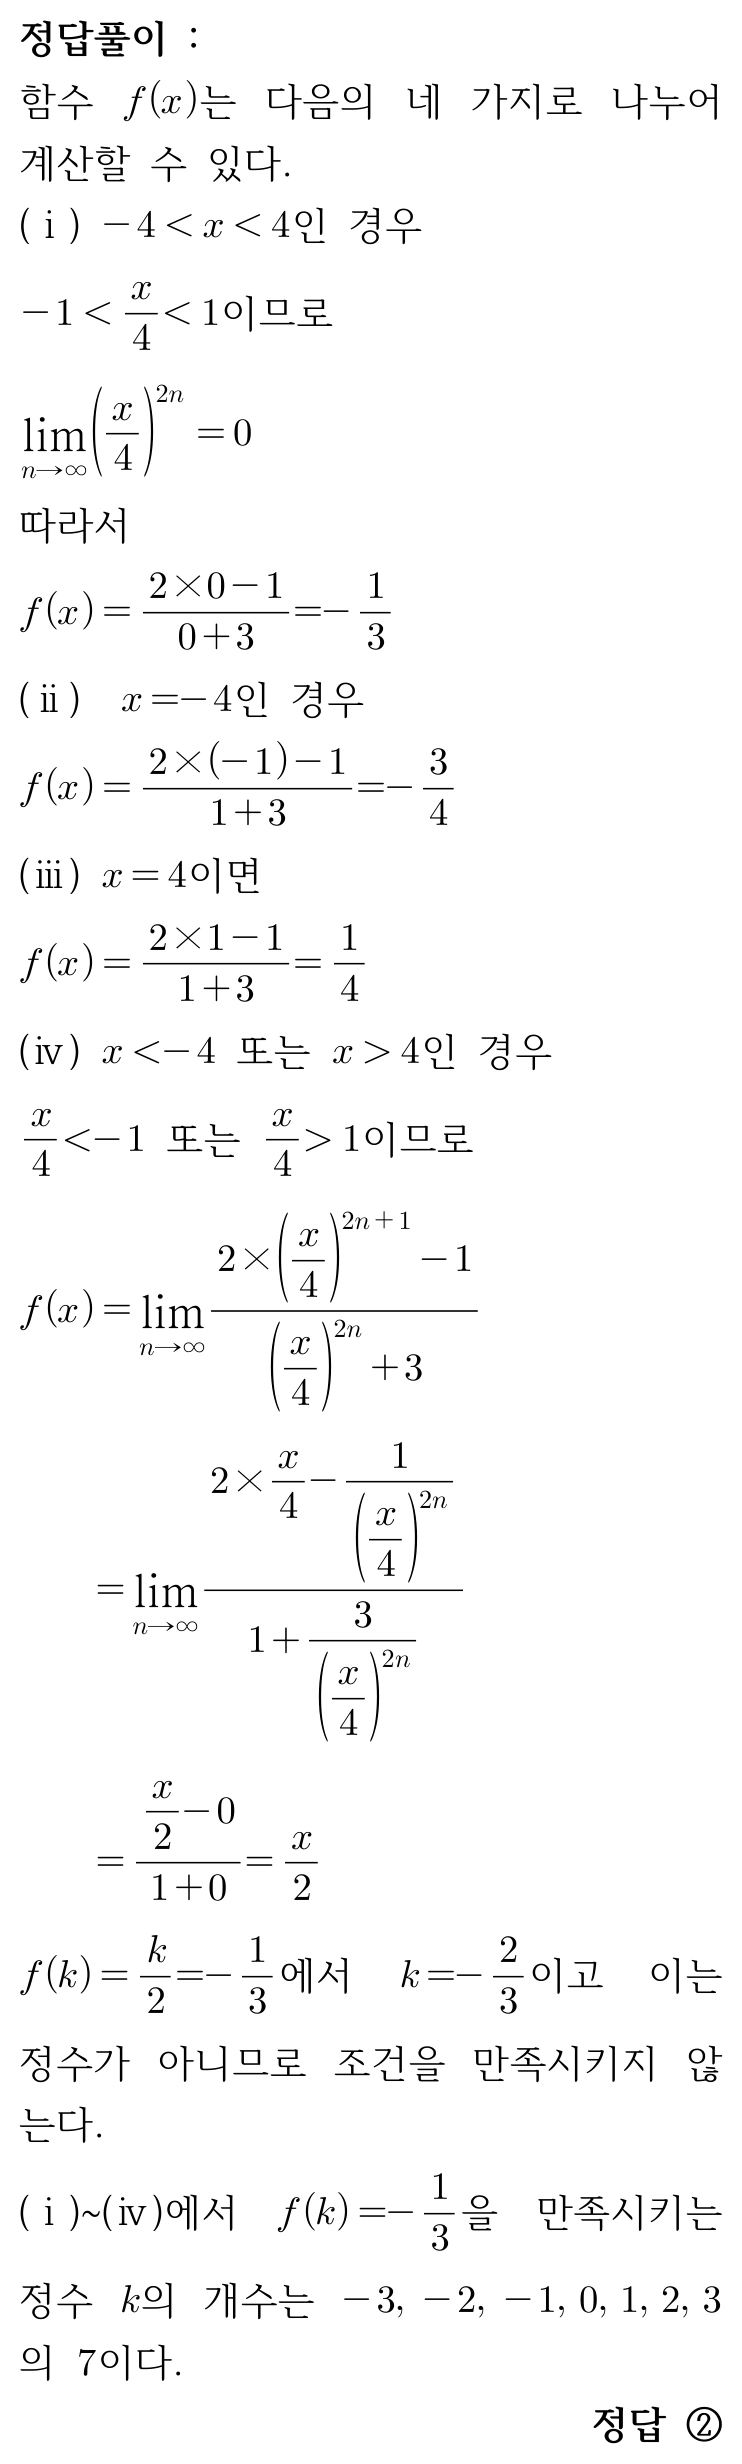 정답풀이 :
함수 f(x)는 다음의 네 가지로 나누어
계산할 수 있다.
(ⅰ) -4 < x < 4인 경우
-1 < x/4 < 1이므로
lim_{n→∞} (x/4)^{2n} = 0
따라서
f(x) = (2×0-1)/(0+3) = -1/3
(ⅱ) x = -4인 경우
f(x) = (2×(-1)-1)/(1+3) = -3/4
(ⅲ) x = 4이면
f(x) = (2×1-1)/(1+3) = 1/4
(ⅳ) x < -4 또는 x > 4인 경우
x/4 < -1 또는 x/4 > 1이므로
f(x) = lim_{n→∞} (2×(x/4)^{2n+1} - 1)/((x/4)^{2n} + 3)
= lim_{n→∞} (2×x/4 - 1/(x/4)^{2n})/(1 + 3/(x/4)^{2n})
= (x/2 - 0)/(1+0) = x/2
f(k) = k/2 = -1/3에서 k = -2/3이고 이는
정수가 아니므로 조건을 만족시키지 않
는다.
(ⅰ)~(ⅳ)에서 f(k) = -1/3을 만족시키는
정수 k의 개수는 -3, -2, -1, 0, 1, 2, 3
의 7이다.
정답 ②